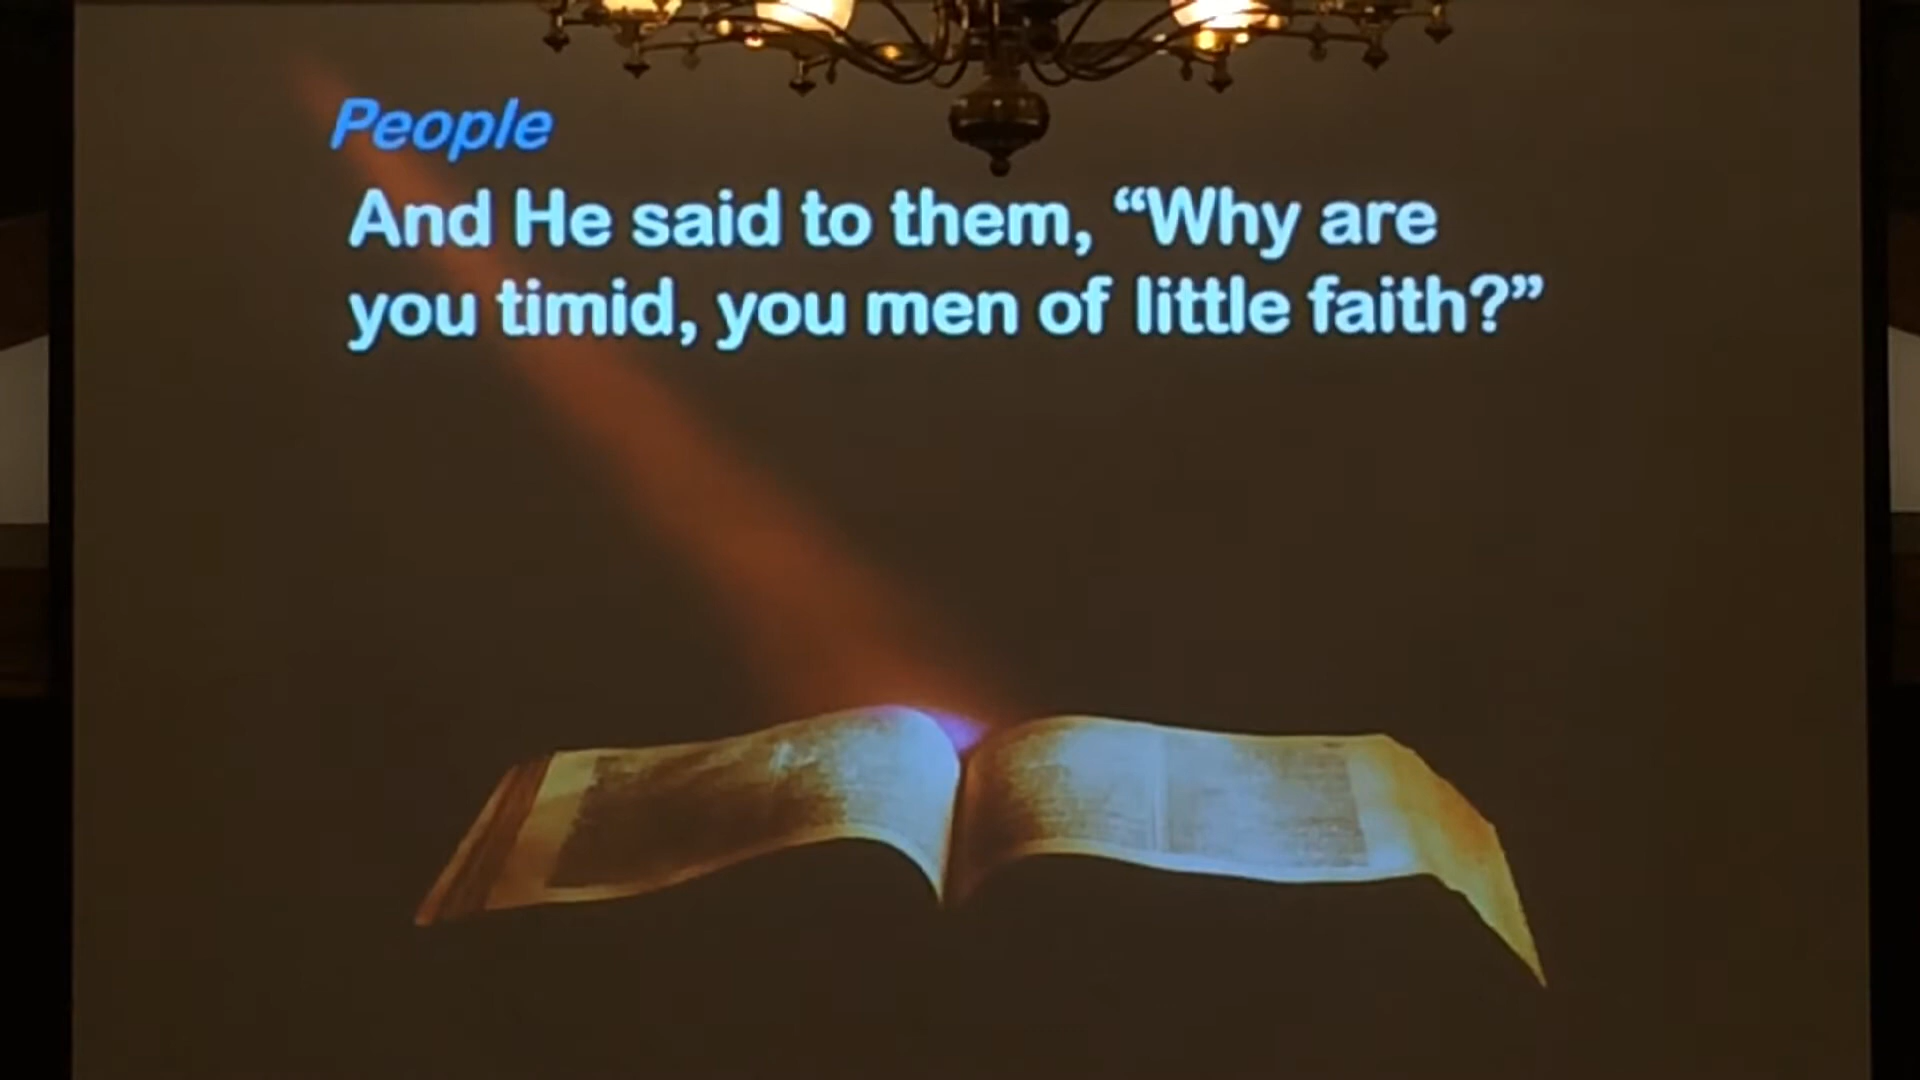 People
And He said to them, “Why are
you timid, you men of little faith?”